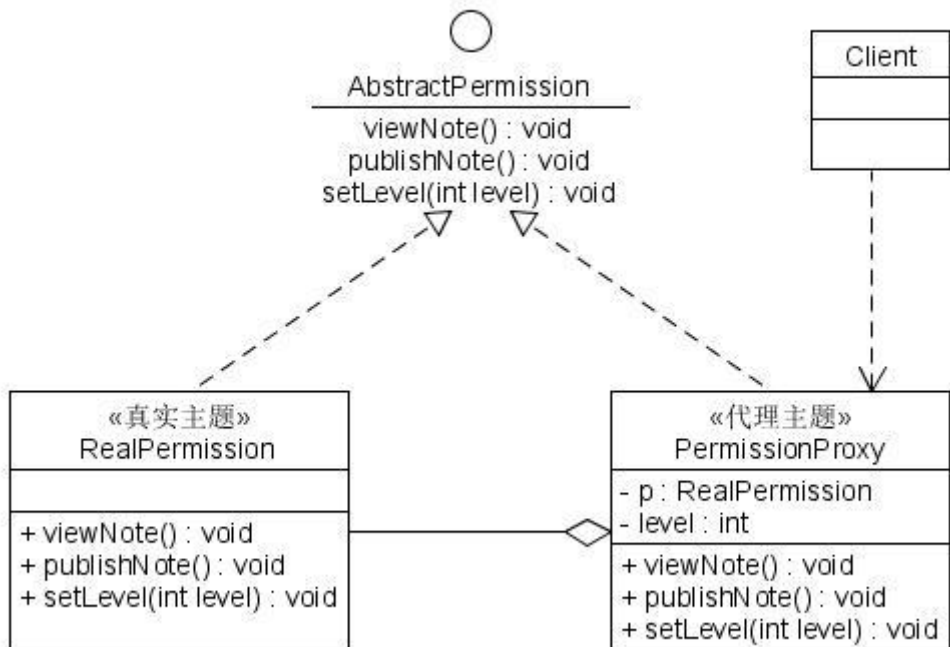 AbstractPermission
viewNote() : void
publishNote() : void
setLevel(int level) : void
Client
«真实主题»
RealPermission
+ viewNote() : void
+ publishNote() : void
+ setLevel(int level) : void
«代理主题»
PermissionProxy
- p : RealPermission
- level : int
+ viewNote() : void
+ publishNote() : void
+ setLevel(int level) : void